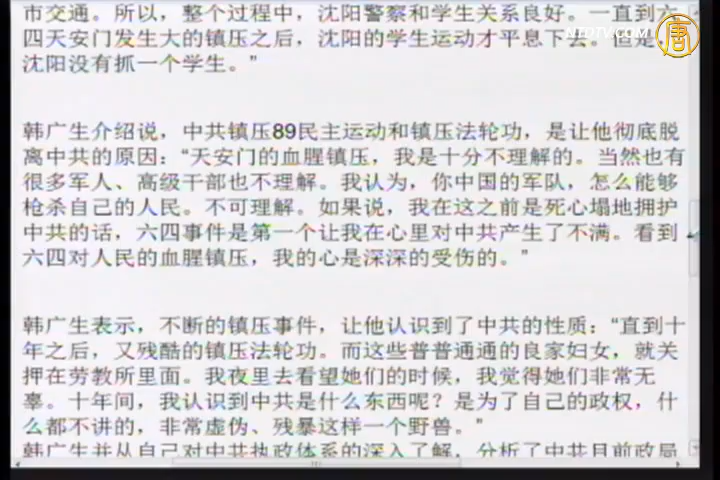 市交通。所以，整个过程中，沈阳警察和学生关系良好。一直到六
四天安门发生大的镇压之后，沈阳的学生运动才平息下去。但是，
沈阳没有抓一个学生。”
NTDTV.COM
唐
韩广生介绍说，中共镇压89民主运动和镇压法轮功，是让他彻底脱
离中共的原因：“天安门的血腥镇压，我是十分不理解的。当然也有
很多军人、高级干部也不理解。我认为，你中国的军队，怎么能够
枪杀自己的人民。不可理解。如果说，我在这之前是死心塌地拥护
中共的话，六四事件是第一个让我在心里对中共产生了不满。看到
六四对人民的血腥镇压，我的心是深深的受伤的。”
韩广生表示，不断的镇压事件，让他认识到了中共的性质：“直到十
年之后，又残酷的镇压法轮功。而这些普普通通的良家妇女，就关
押在劳教所里面。我夜里去看望她们的时候，我觉得她们非常无
辜。十年间，我认识到中共是什么东西呢？是为了自己的政权，什
么都不讲的，非常虚伪、残暴这样一个野兽。”
韩广生并从自己对中共执政体系的深入了解，分析了中共目前政局